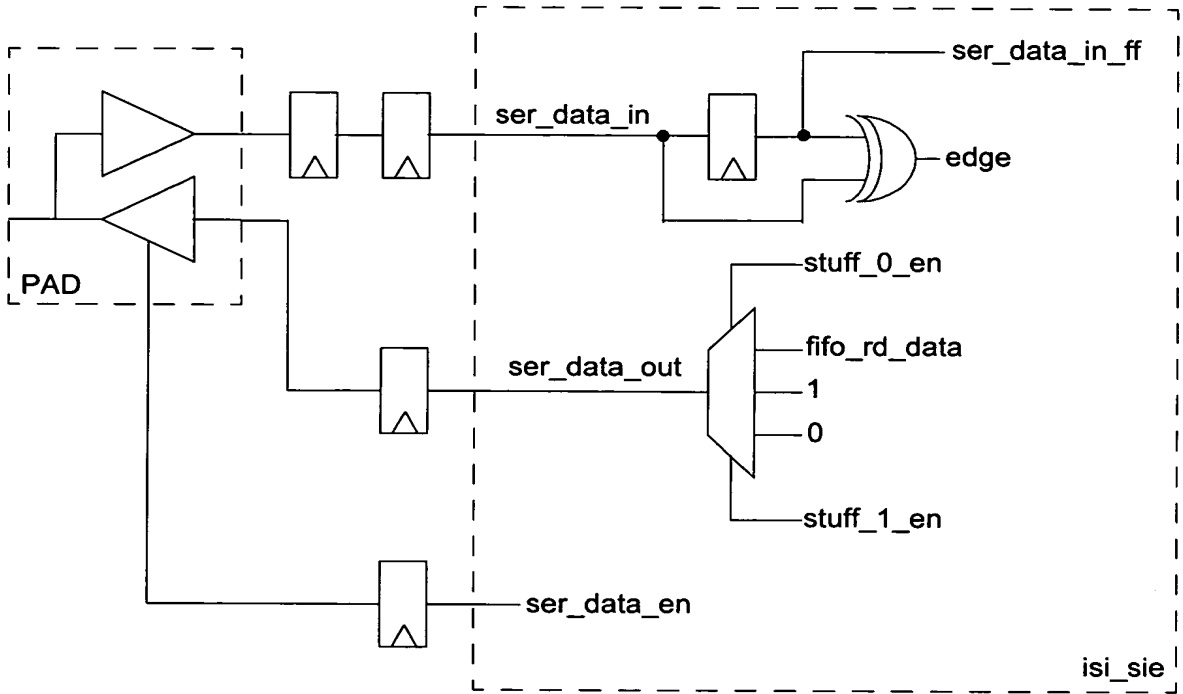 ser_data_in_ff
ser_data_in
edge
PAD
stuff_0_en
fifo_rd_data
ser_data_out
1
0
stuff_1_en
ser_data_en
isi_sie